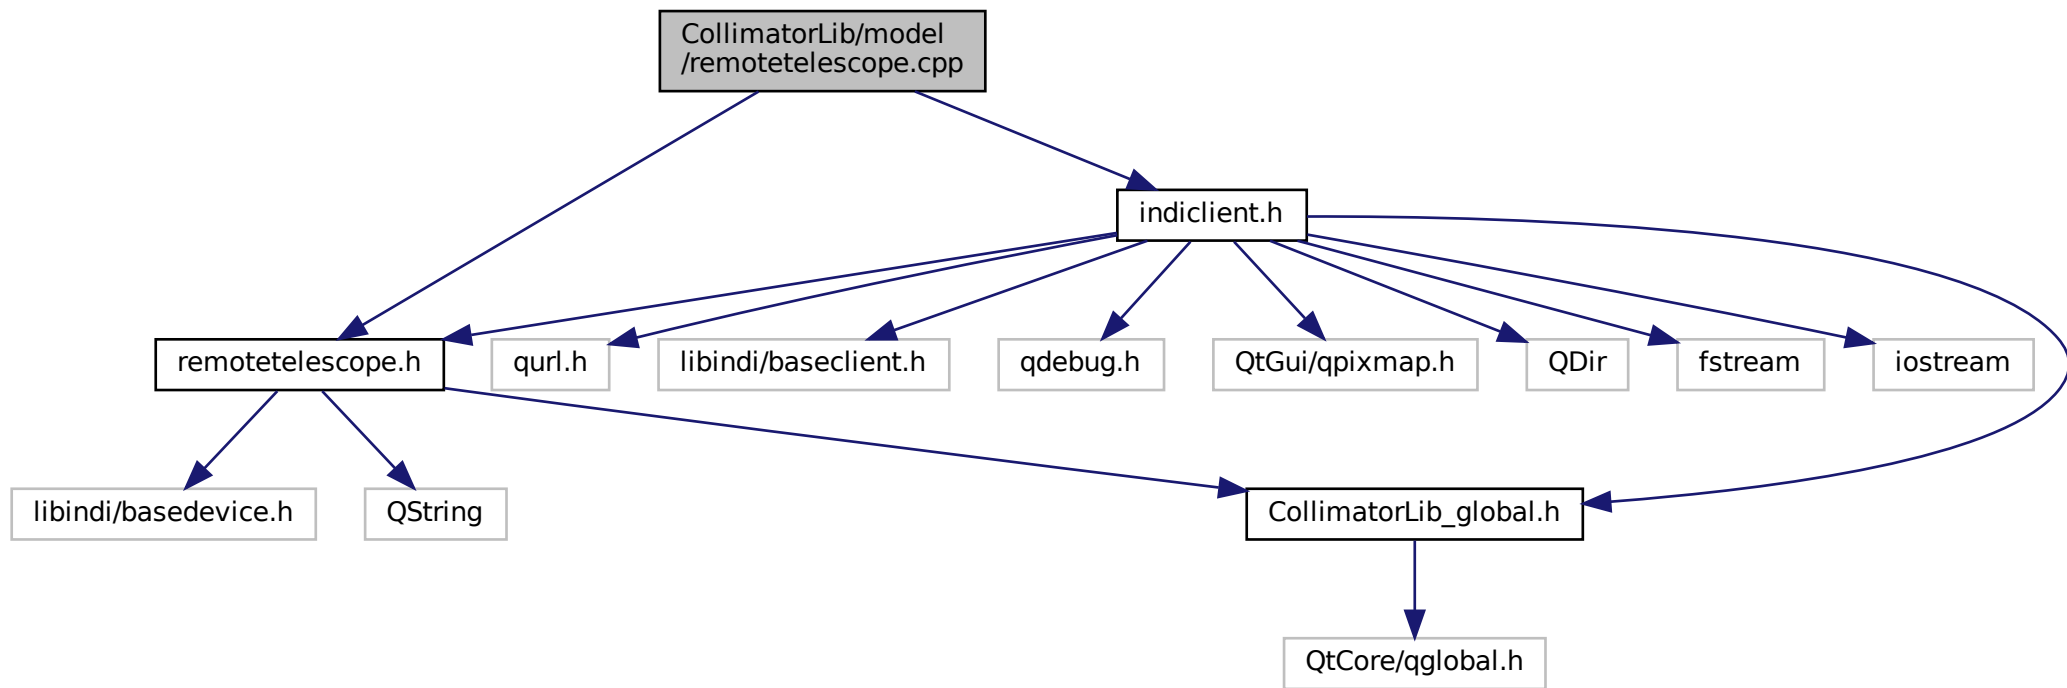 CollimatorLib/model
/remotetelescope.cpp
indiclient.h
remotetelescope.h
qurl.h
libindi/baseclient.h
qdebug.h
QtGui/qpixmap.h
QDir
fstream
iostream
libindi/basedevice.h
QString
CollimatorLib_global.h
QtCore/qglobal.h